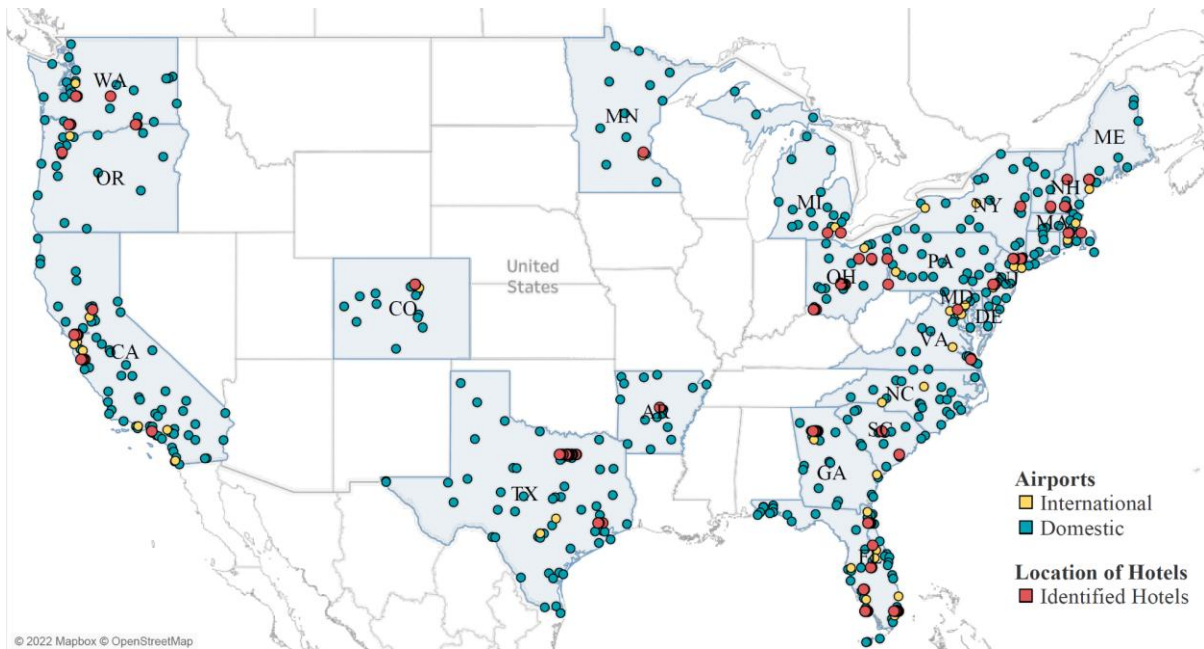 WA
MN
ME
OR
NH
MI
NY
MA
PA
United
States
OH
NJ
CO
MD
DE
VA
CA
NC
AR
SC
GA
TX
Airports
International
Domestic
Location of Hotels
Identified Hotels
© 2022 Mapbox © OpenStreetMap